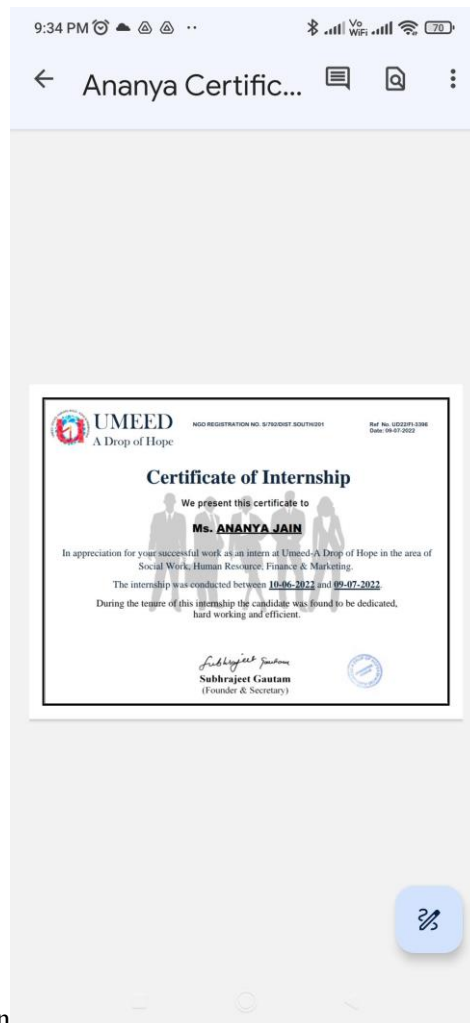 9:34 PM
Vo
WiFi
70
Ananya Certific...
UMEED
A Drop of Hope
NGO REGISTRATION NO. S/792/DIST.SOUTH/201
Ref No. UD22/FI-3396
Date: 09-07-2022
Certificate of Internship
We present this certificate to
Ms. ANANYA JAIN
In appreciation for your successful work as an intern at Umeed-A Drop of Hope in the area of
Social Work, Human Resource, Finance & Marketing.
The internship was conducted between 10-06-2022 and 09-07-2022.
During the tenure of this internship the candidate was found to be dedicated,
hard working and efficient.
Subhrajeet Gautam
Subhrajeet Gautam
(Founder & Secretary)
n